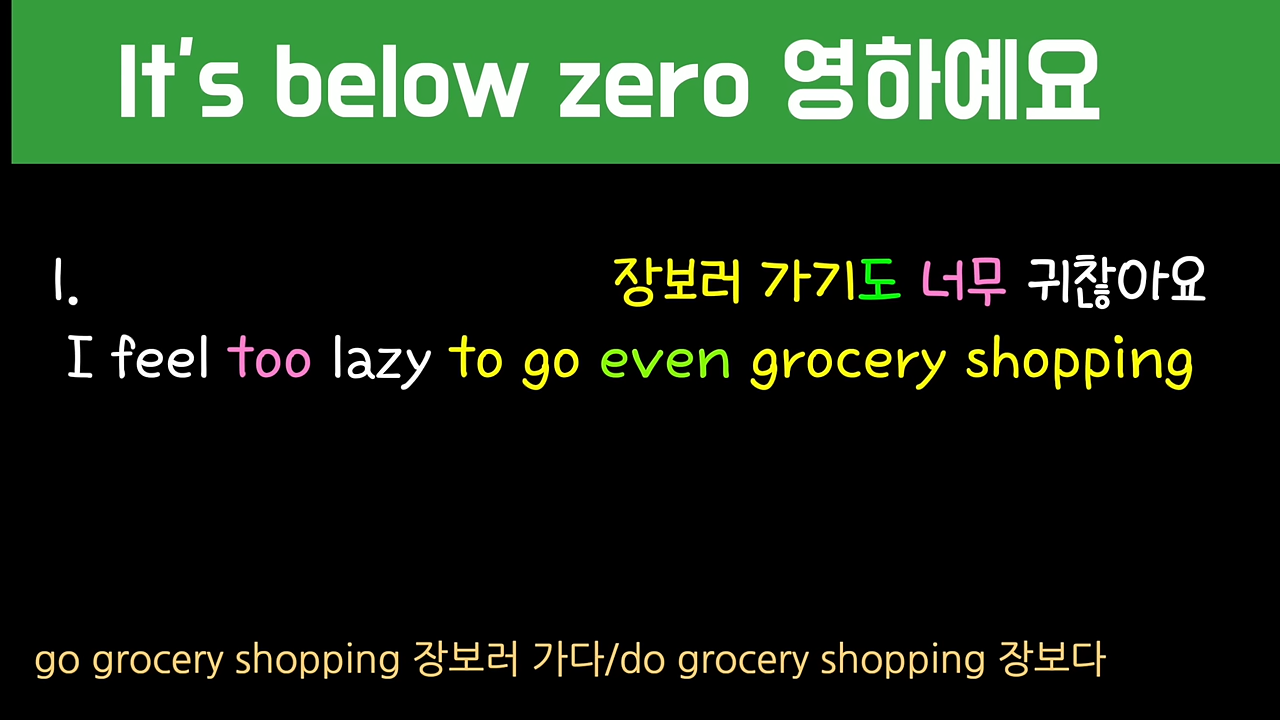 It's below zero 영하예요
1. 장보러 가기도 너무 귀찮아요
I feel too lazy to go even grocery shopping
go grocery shopping 장보러 가다/do grocery shopping 장보다